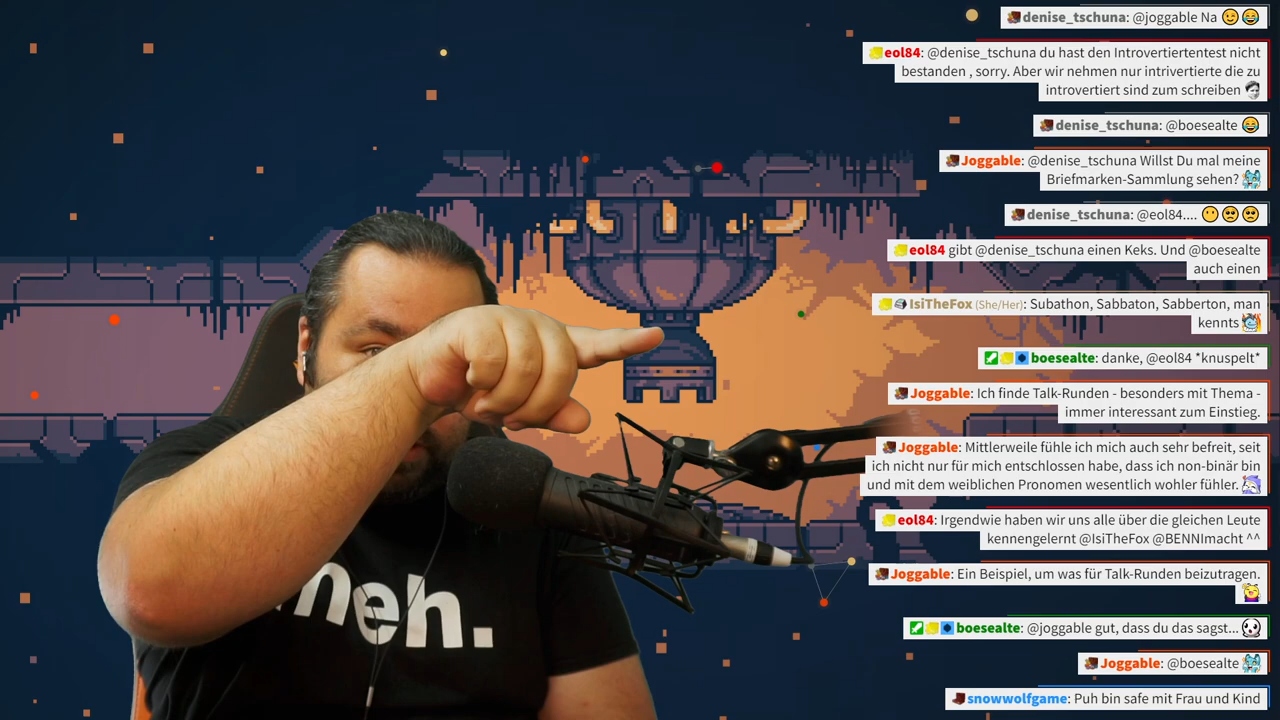 denise_tschuna: @joggable Na 😉 😂
eol84: @denise_tschuna du hast den Introvertiertentest nicht
bestanden , sorry. Aber wir nehmen nur intrivertierte die zu
introvertiert sind zum schreiben
denise_tschuna: @boesealte 😂
Joggable: @denise_tschuna Willst Du mal meine
Briefmarken-Sammlung sehen?
denise_tschuna: @eol84.... 😶 🥺 🥺
eol84 gibt @denise_tschuna einen Keks. Und @boesealte
auch einen
IsiTheFox (She/Her): Subathon, Sabbaton, Sabberton, man
kennts
boesealte: danke, @eol84 *knuspelt*
Joggable: Ich finde Talk-Runden - besonders mit Thema -
immer interessant zum Einstieg.
Joggable: Mittlerweile fühle ich mich auch sehr befreit, seit
ich nicht nur für mich entschlossen habe, dass ich non-binär bin
und mit dem weiblichen Pronomen wesentlich wohler fühler.
eol84: Irgendwie haben wir uns alle über die gleichen Leute
kennengelernt @IsiTheFox @BENNImacht ^^
Joggable: Ein Beispiel, um was für Talk-Runden beizutragen.
boesealte: @joggable gut, dass du das sagst...
Joggable: @boesealte
snowwolfgame: Puh bin safe mit Frau und Kind
meh.